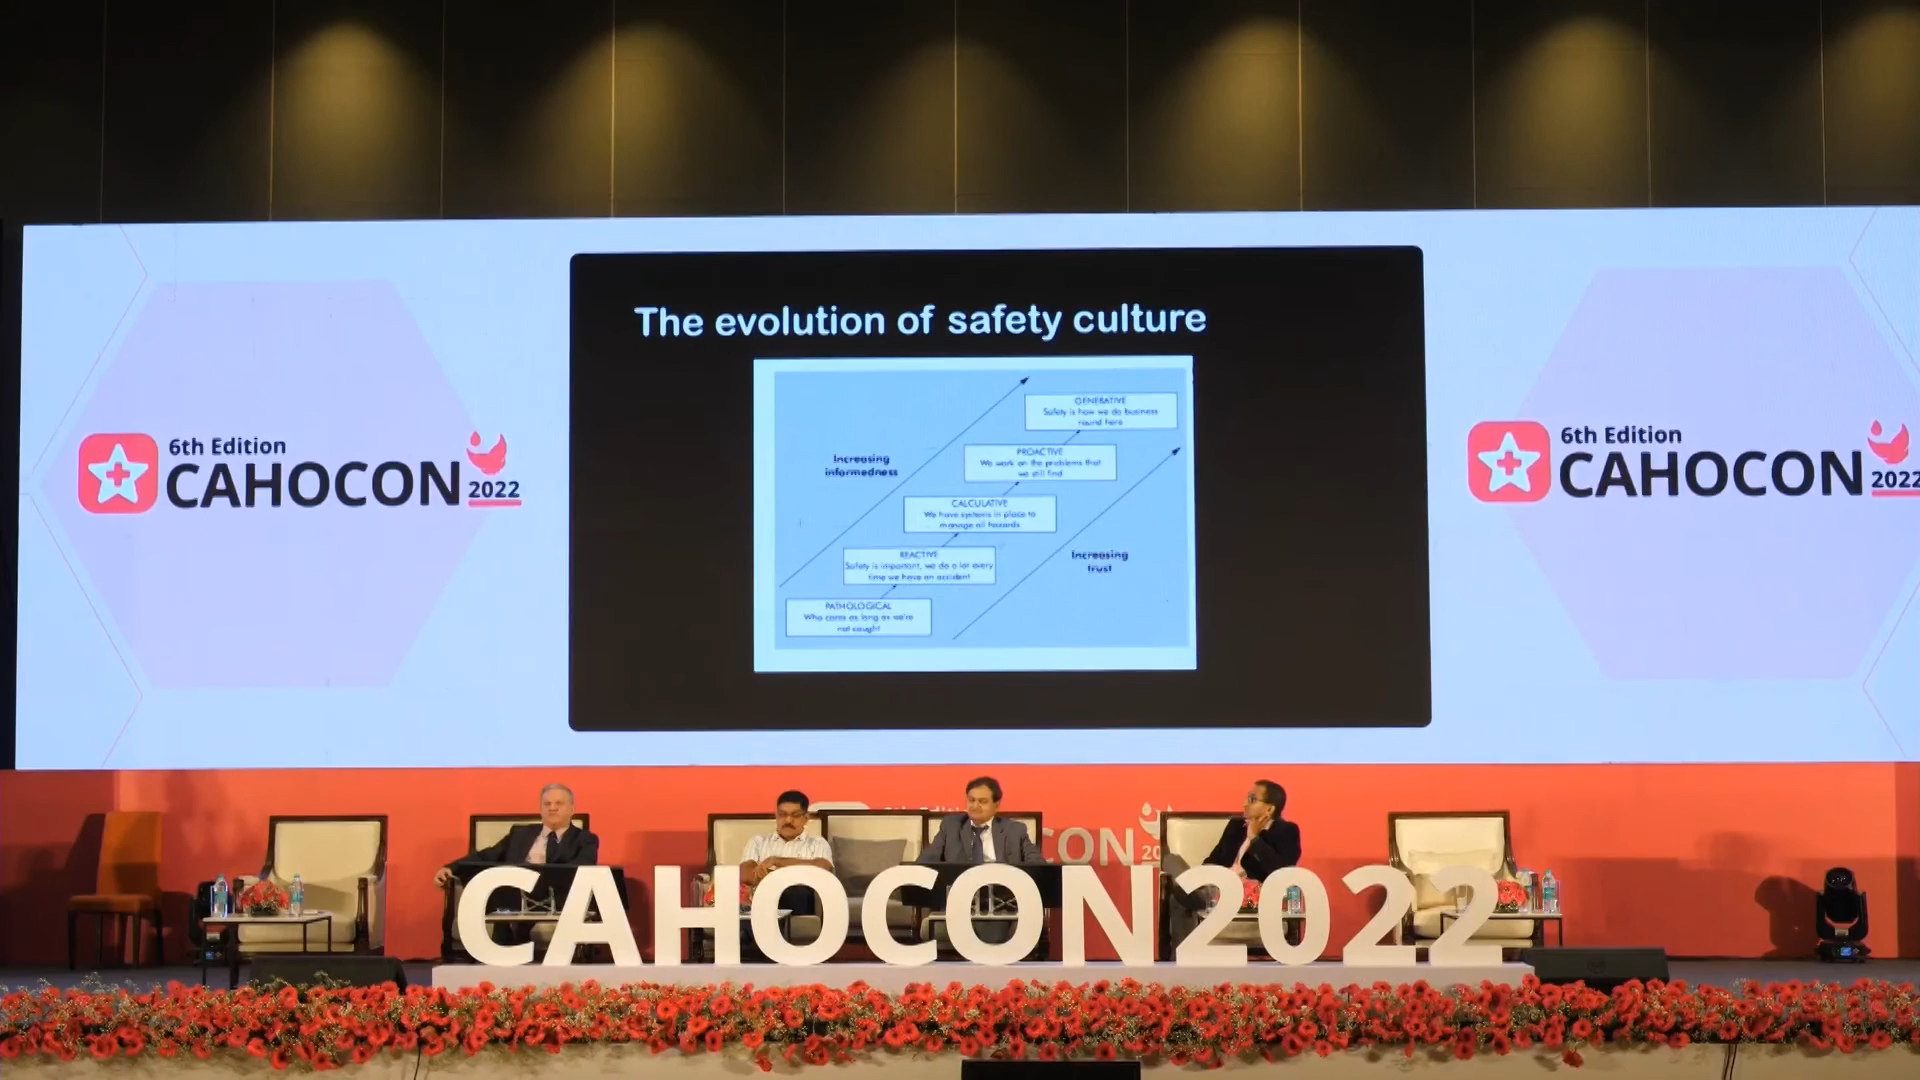 6th Edition
CAHOCON
2022
The evolution of safety culture
GENERATIVE
Safety is how we do business
round here
PROACTIVE
We work on the problems that
we still find
Increasing
informedness
CALCULATIVE
We have systems in place to
manage all hazards
REACTIVE
Safety is important, we do a lot every
time we have an accident
Increasing
trust
PATHOLOGICAL
Who cares as long as we're
not caught
6th Edition
CAHOCON
2022
CON
20
CAHOCON2022